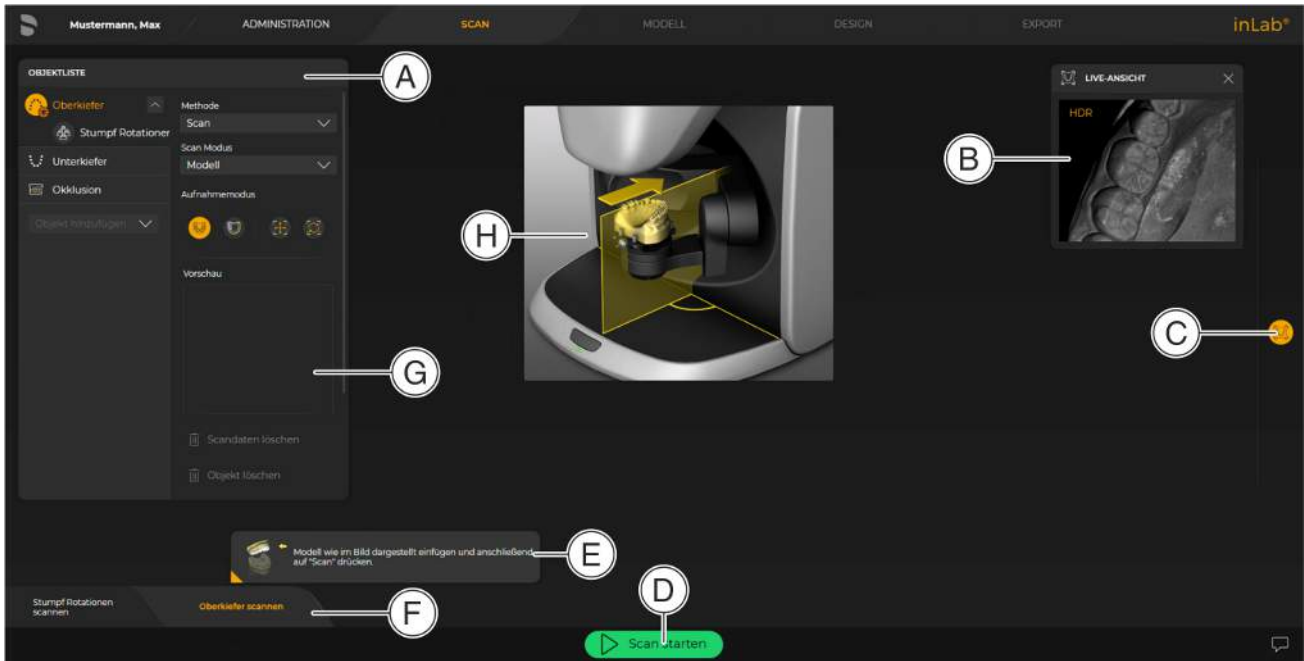 Mustermann, Max
ADMINISTRATION
SCAN
MODELL
DESIGN
EXPORT
inLab®
OBJEKTLISTE
A
Oberkiefer
Stumpf Rotationer
Unterkiefer
Okklusion
Objekt hinzufügen
Methode
Scan
Scan Modus
Modell
Aufnahmemodus
Vorschau
G
Scandaten löschen
Objekt löschen
H
LIVE-ANSICHT
HDR
B
C
Modell wie im Bild dargestellt einfügen und anschließend
auf "Scan" drücken.
E
Stumpf Rotationen
scannen
Oberkiefer scannen
F
D
Scan starten